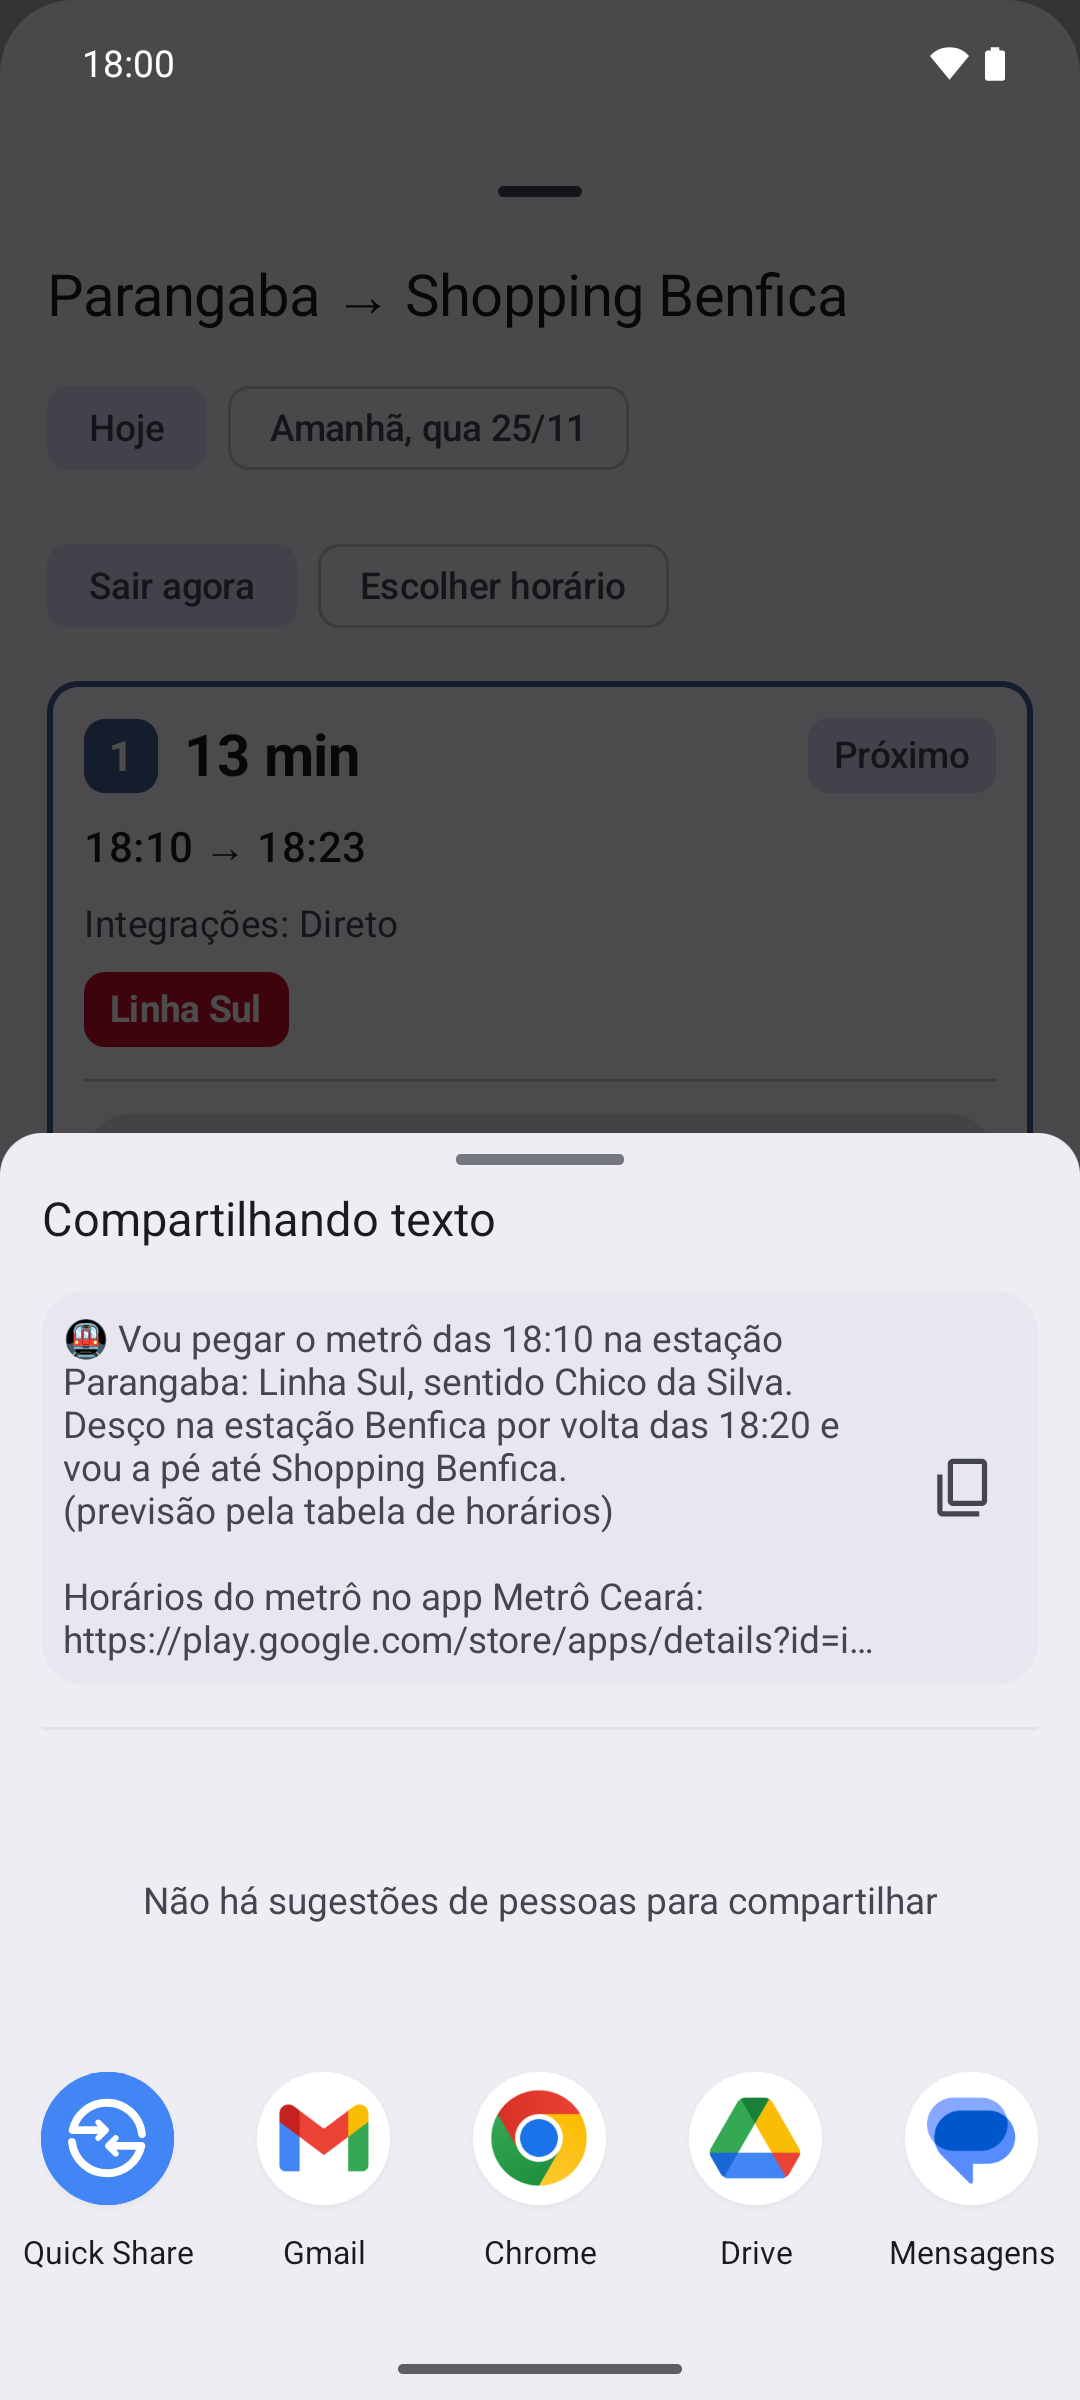 18:00
Parangaba → Shopping Benfica
Hoje
Amanhã, qua 25/11
Sair agora
Escolher horário
1
13 min
Próximo
18:10 → 18:23
Integrações: Direto
Linha Sul
Compartilhando texto
🚇 Vou pegar o metrô das 18:10 na estação
Parangaba: Linha Sul, sentido Chico da Silva.
Desço na estação Benfica por volta das 18:20 e
vou a pé até Shopping Benfica.
(previsão pela tabela de horários)
Horários do metrô no app Metrô Ceará:
https://play.google.com/store/apps/details?id=i…
Não há sugestões de pessoas para compartilhar
Quick Share
Gmail
Chrome
Drive
Mensagens